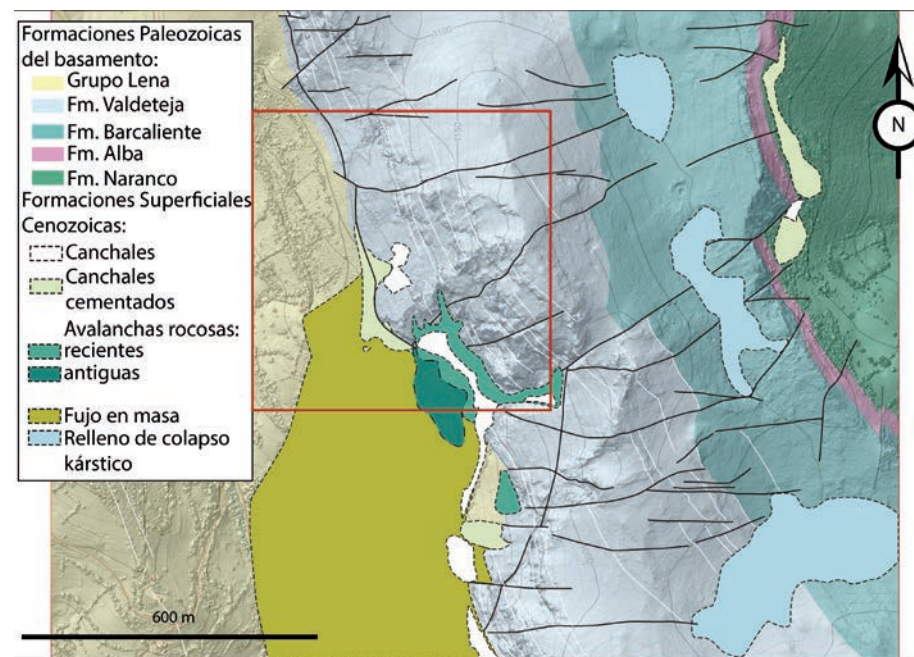 Formaciones Paleozoicas
del basamento:
Grupo Lena
Fm. Valdeteja
Fm. Barcaliente
Fm. Alba
Fm. Naranco
Formaciones Superficiales
Cenozoicas:
Canchales
Canchales
cementados
Avalanchas rocosas:
recientes
antiguas
Fujo en masa
Relleno de colapso
kárstico
600 m
N
1100